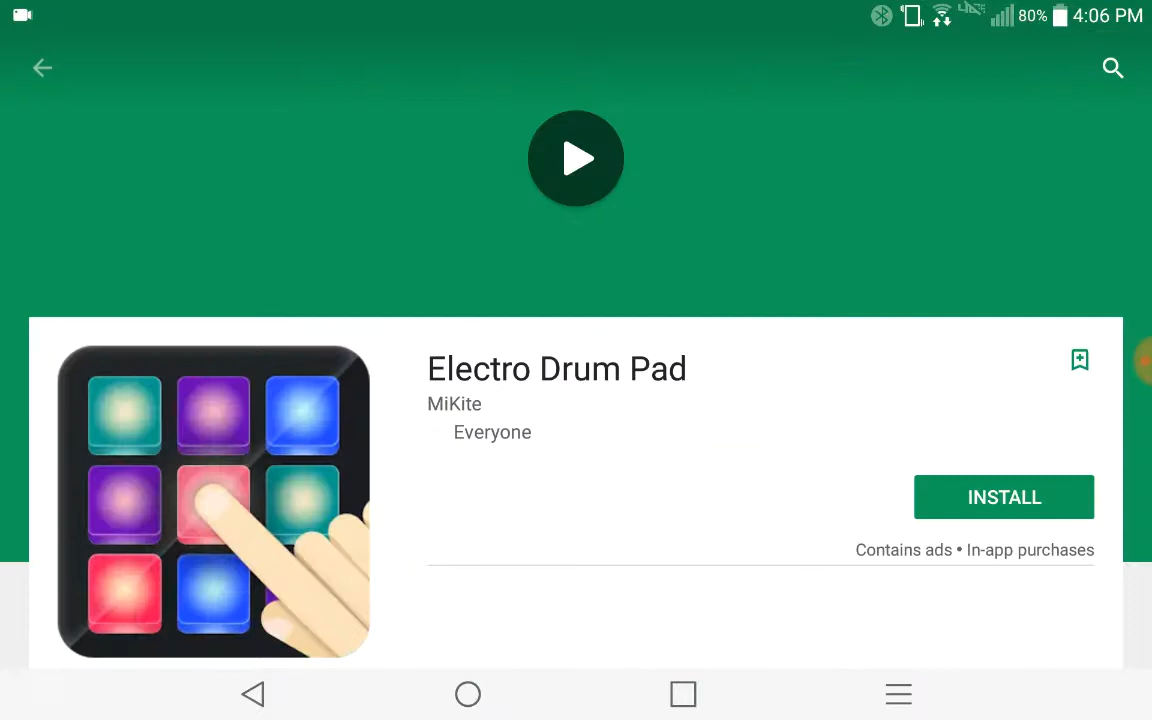 80% 4:06 PM
Electro Drum Pad
MiKite
Everyone
INSTALL
Contains ads • In-app purchases